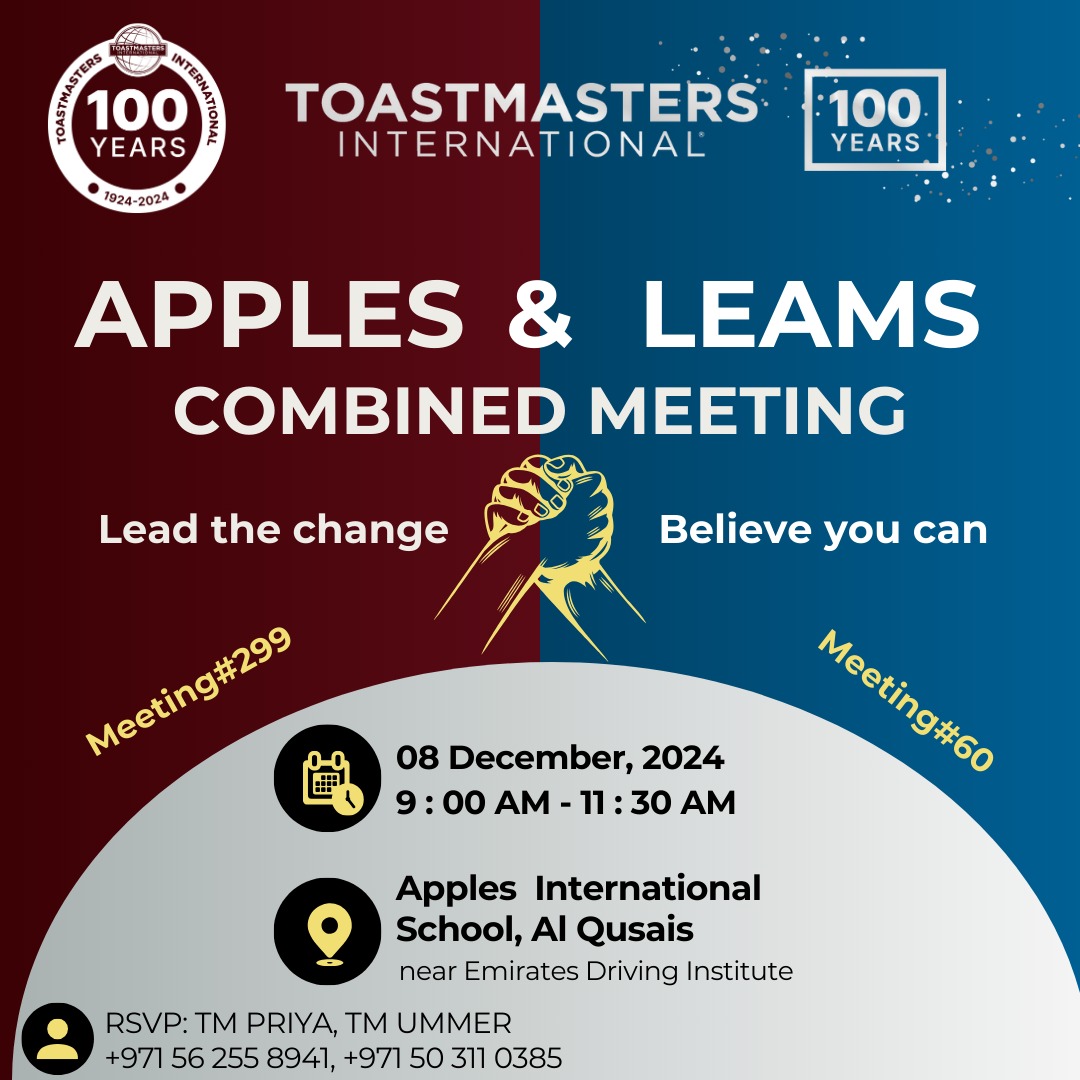 TOASTMASTERS INTERNATIONAL
TOASTMASTERS
INTERNATIONAL
100
YEARS
1924-2024
TOASTMASTERS
INTERNATIONAL®
100
YEARS
APPLES & LEAMS
COMBINED MEETING
Lead the change
Believe you can
Meeting#299
Meeting#60
08 December, 2024
9 : 00 AM - 11 : 30 AM
Apples International
School, Al Qusais
near Emirates Driving Institute
RSVP: TM PRIYA, TM UMMER
+971 56 255 8941, +971 50 311 0385